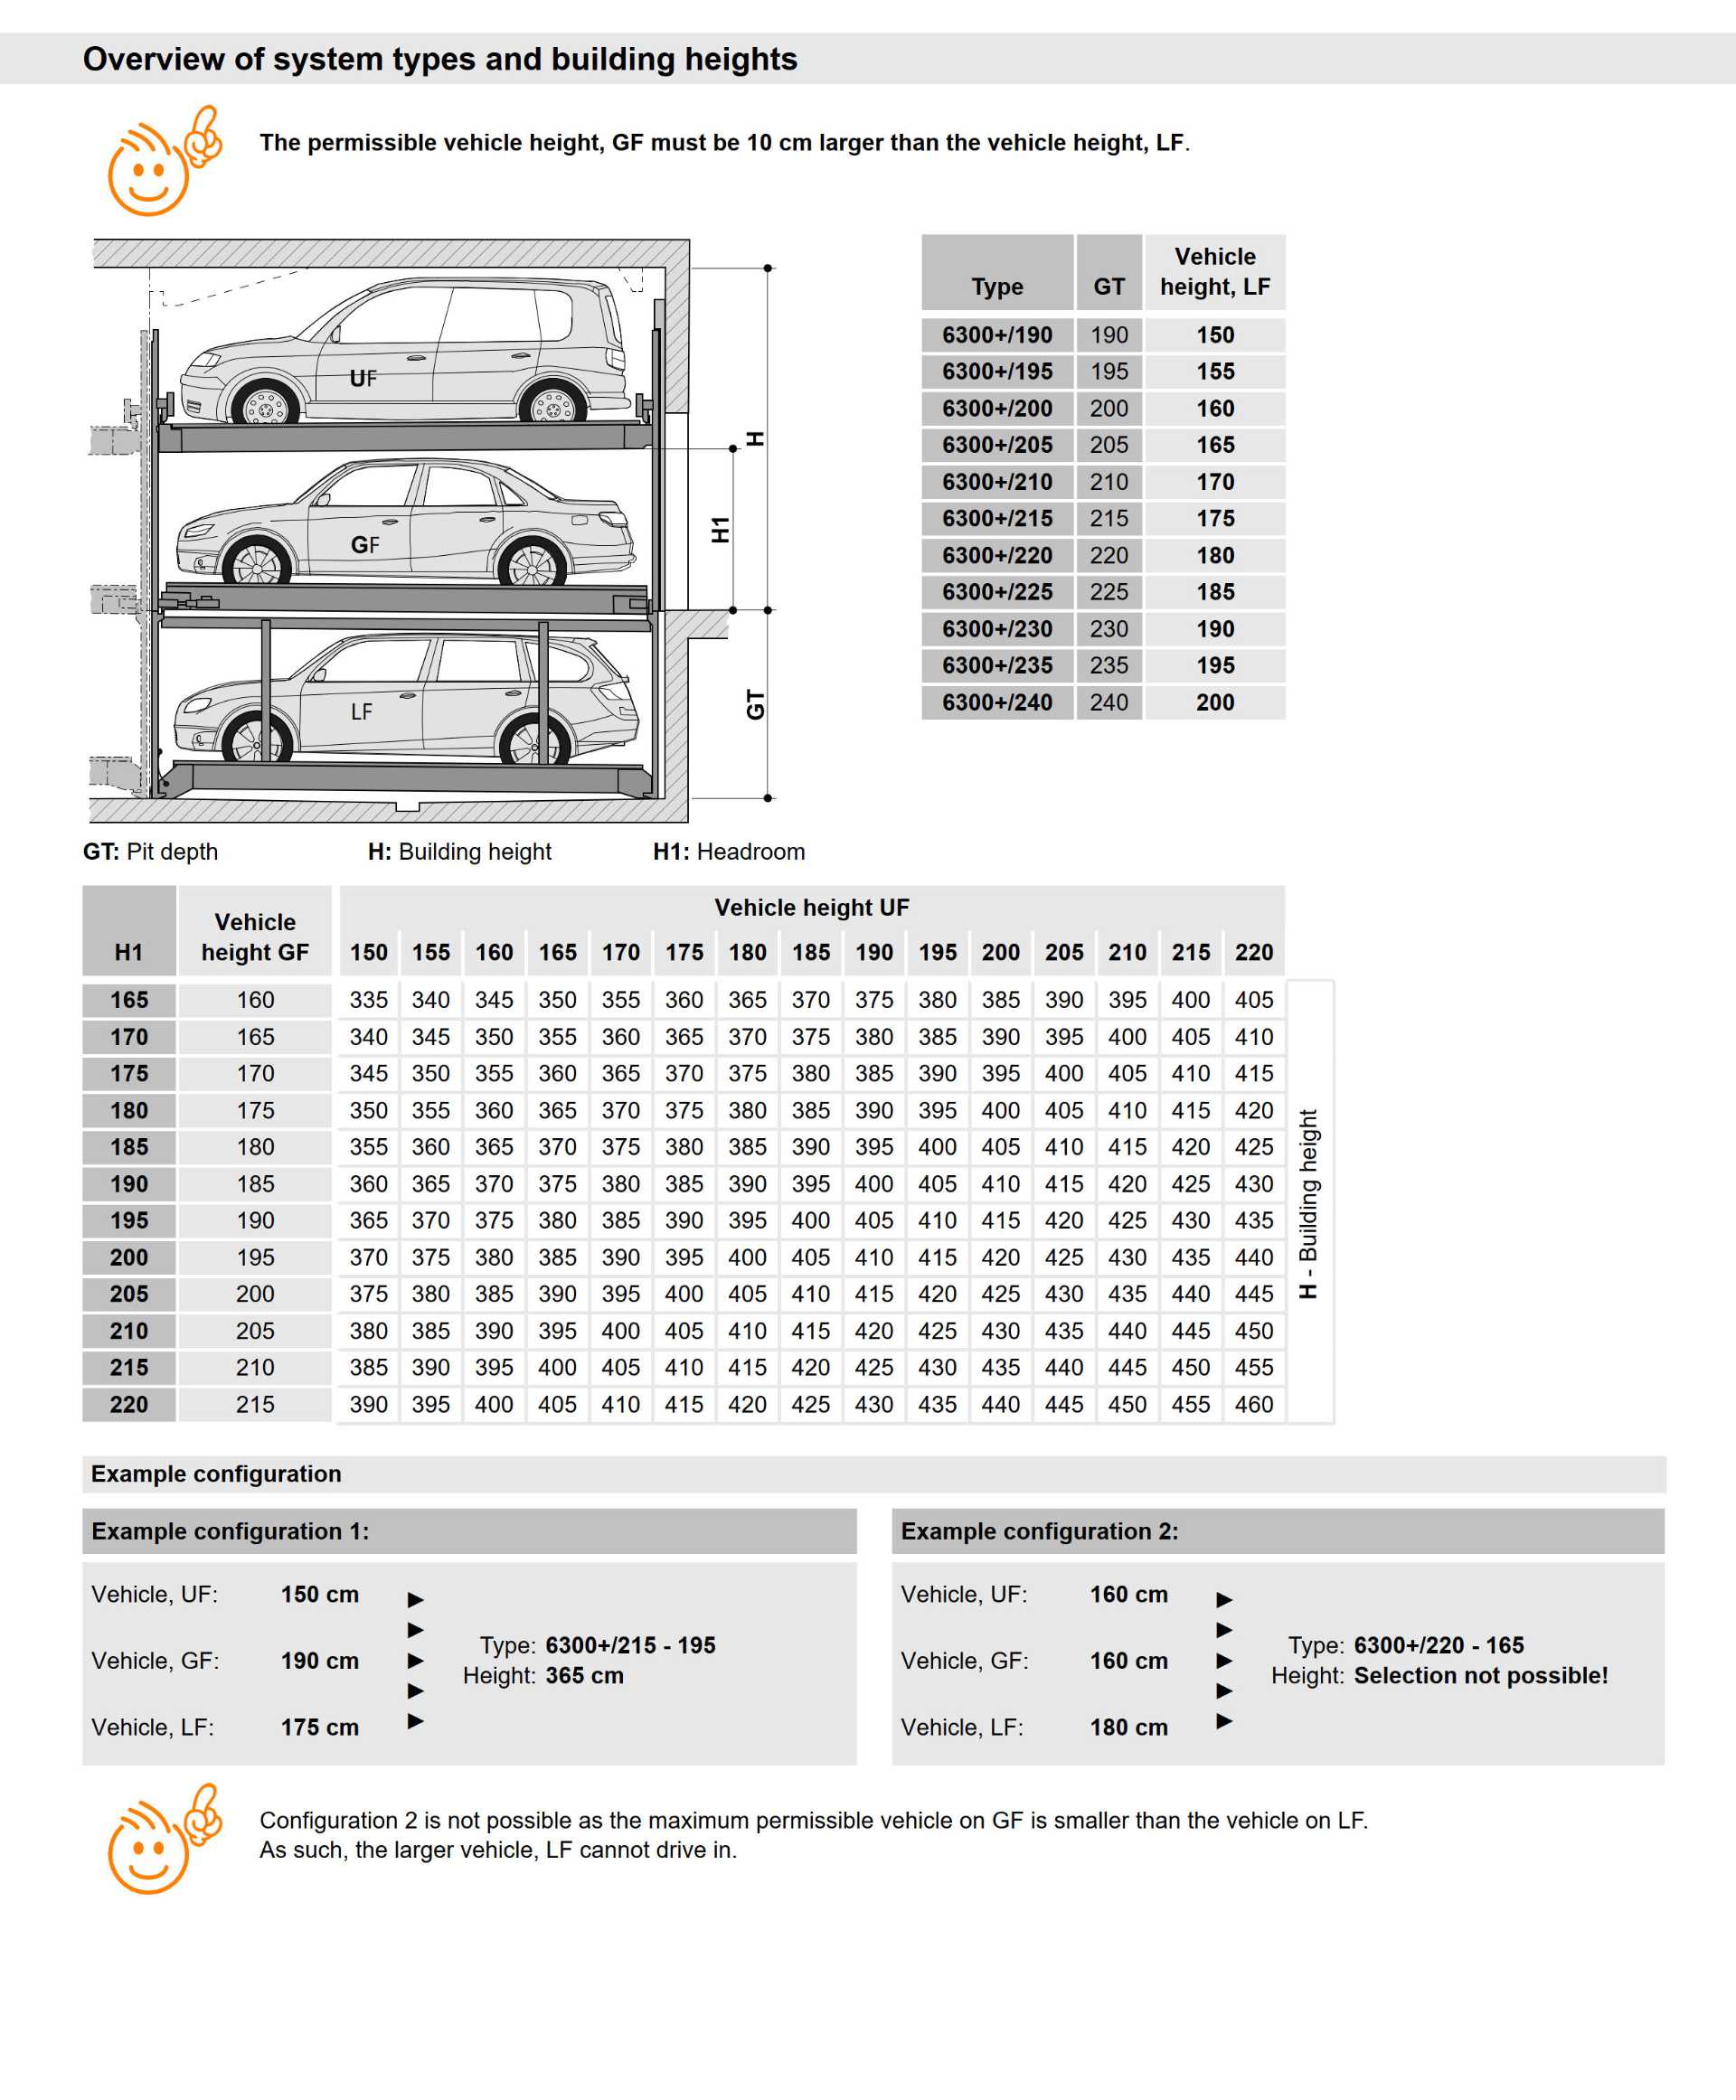 Overview of system types and building heights
The permissible vehicle height, GF must be 10 cm larger than the vehicle height, LF.
UF
GF
LF
H
H1
GT
Type GT Vehicle height, LF
6300+/190 190 150
6300+/195 195 155
6300+/200 200 160
6300+/205 205 165
6300+/210 210 170
6300+/215 215 175
6300+/220 220 180
6300+/225 225 185
6300+/230 230 190
6300+/235 235 195
6300+/240 240 200
GT: Pit depth H: Building height H1: Headroom
Vehicle height UF
H1 Vehicle height GF 150 155 160 165 170 175 180 185 190 195 200 205 210 215 220
165 160 335 340 345 350 355 360 365 370 375 380 385 390 395 400 405
170 165 340 345 350 355 360 365 370 375 380 385 390 395 400 405 410
175 170 345 350 355 360 365 370 375 380 385 390 395 400 405 410 415
180 175 350 355 360 365 370 375 380 385 390 395 400 405 410 415 420
185 180 355 360 365 370 375 380 385 390 395 400 405 410 415 420 425
190 185 360 365 370 375 380 385 390 395 400 405 410 415 420 425 430
195 190 365 370 375 380 385 390 395 400 405 410 415 420 425 430 435
200 195 370 375 380 385 390 395 400 405 410 415 420 425 430 435 440
205 200 375 380 385 390 395 400 405 410 415 420 425 430 435 440 445
210 205 380 385 390 395 400 405 410 415 420 425 430 435 440 445 450
215 210 385 390 395 400 405 410 415 420 425 430 435 440 445 450 455
220 215 390 395 400 405 410 415 420 425 430 435 440 445 450 455 460
H - Building height
Example configuration
Example configuration 1:
Vehicle, UF: 150 cm
Vehicle, GF: 190 cm
Vehicle, LF: 175 cm
Type: 6300+/215 - 195
Height: 365 cm
Example configuration 2:
Vehicle, UF: 160 cm
Vehicle, GF: 160 cm
Vehicle, LF: 180 cm
Type: 6300+/220 - 165
Height: Selection not possible!
Configuration 2 is not possible as the maximum permissible vehicle on GF is smaller than the vehicle on LF.
As such, the larger vehicle, LF cannot drive in.